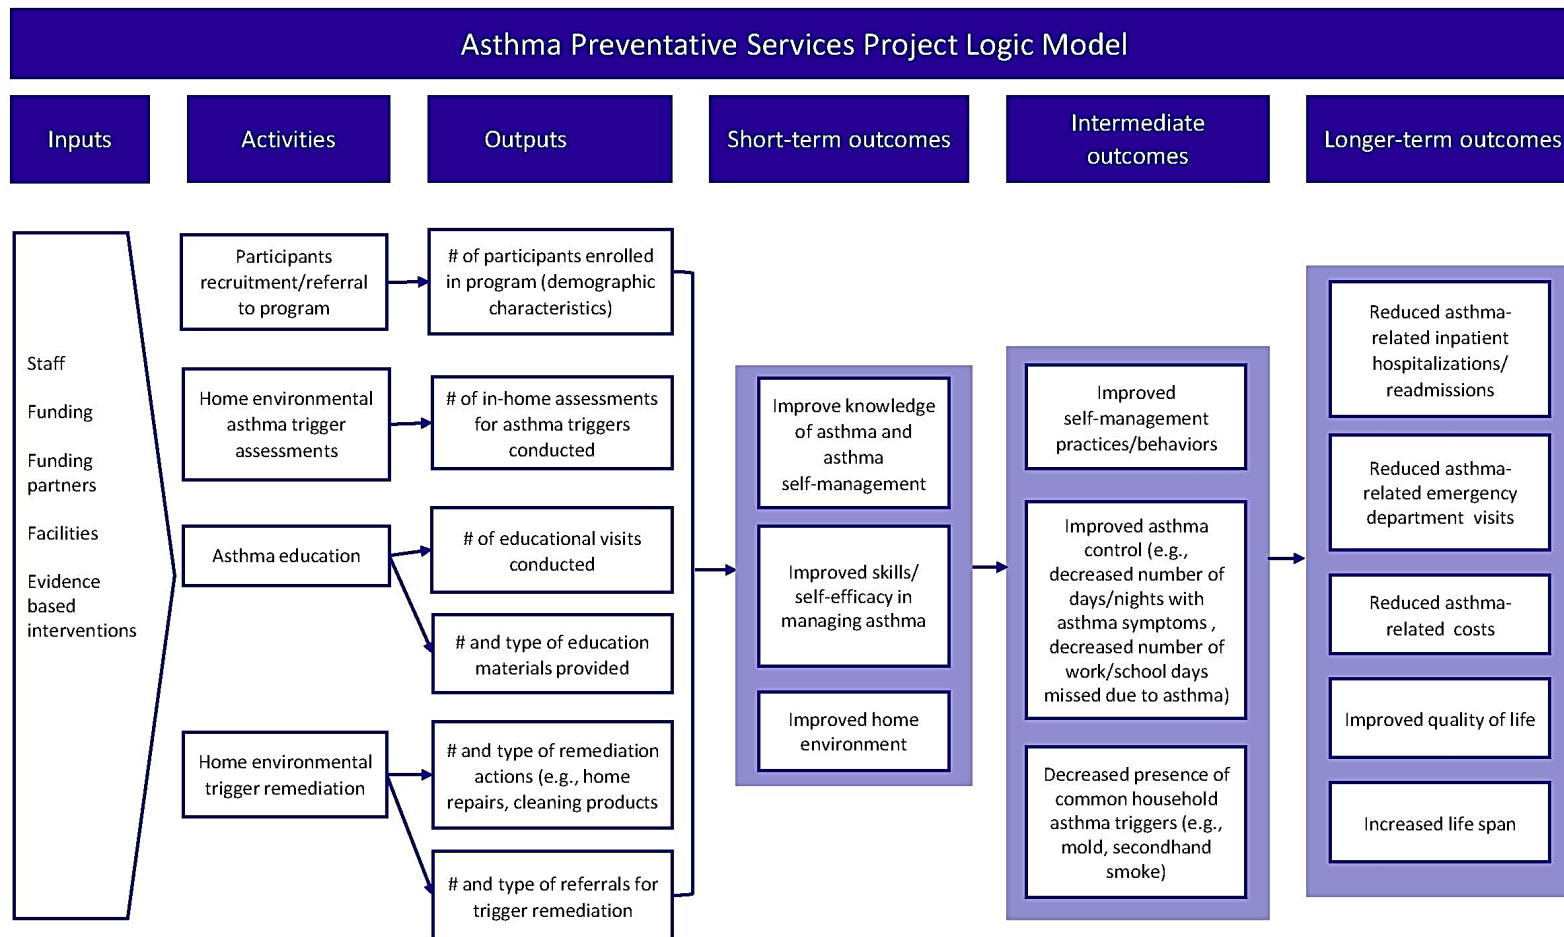 Asthma Preventative Services Project Logic Model
Inputs
Activities
Outputs
Short-term outcomes
Intermediate
outcomes
Longer-term outcomes
Staff
Funding
Funding
partners
Facilities
Evidence
based
interventions
Participants
recruitment/referral
to program
Home environmental
asthma trigger
assessments
Asthma education
Home environmental
trigger remediation
# of participants enrolled
in program (demographic
characteristics)
# of in-home assessments
for asthma triggers
conducted
# of educational visits
conducted
# and type of education
materials provided
# and type of remediation
actions (e.g., home
repairs, cleaning products
# and type of referrals for
trigger remediation
Improve knowledge
of asthma and
asthma
self-management
Improved skills/
self-efficacy in
managing asthma
Improved home
environment
Improved
self-management
practices/behaviors
Improved asthma
control (e.g.,
decreased number of
days/nights with
asthma symptoms ,
decreased number of
work/school days
missed due to asthma)
Decreased presence of
common household
asthma triggers (e.g.,
mold, secondhand
smoke)
Reduced asthma-
related inpatient
hospitalizations/
readmissions
Reduced asthma-
related emergency
department visits
Reduced asthma-
related costs
Improved quality of life
Increased life span